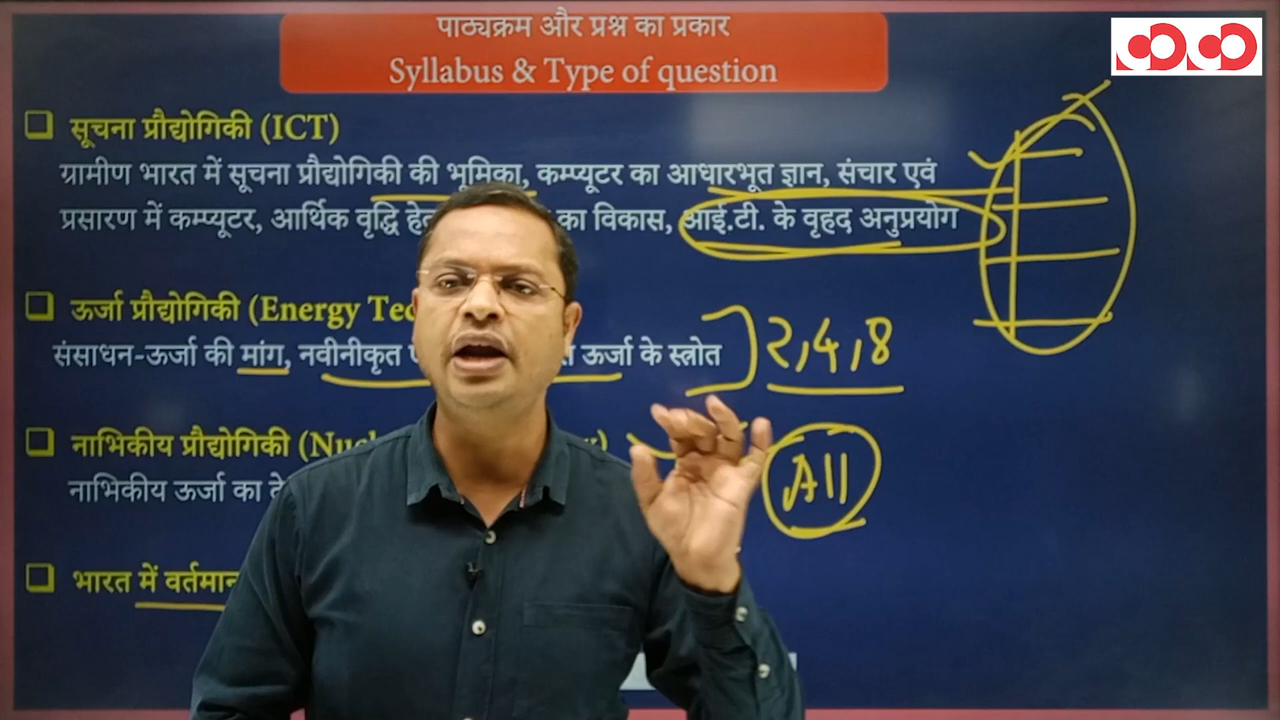 पाठ्यक्रम और प्रश्न का प्रकार
Syllabus & Type of question
सूचना प्रौद्योगिकी (ICT)
ग्रामीण भारत में सूचना प्रौद्योगिकी की भूमिका, कम्प्यूटर का आधारभूत ज्ञान, संचार एवं
प्रसारण में कम्प्यूटर, आर्थिक वृद्धि का विकास, आई.टी. के वृहद अनुप्रयोग
ऊर्जा प्रौद्योगिकी (Energy
संसाधन-ऊर्जा की मांग, नवीनीकृत ऊर्जा के स्त्रोत
2,4,8
नाभिकीय प्रौद्योगिकी
All
नाभिकीय ऊर्जा का
भारत में वर्तमान